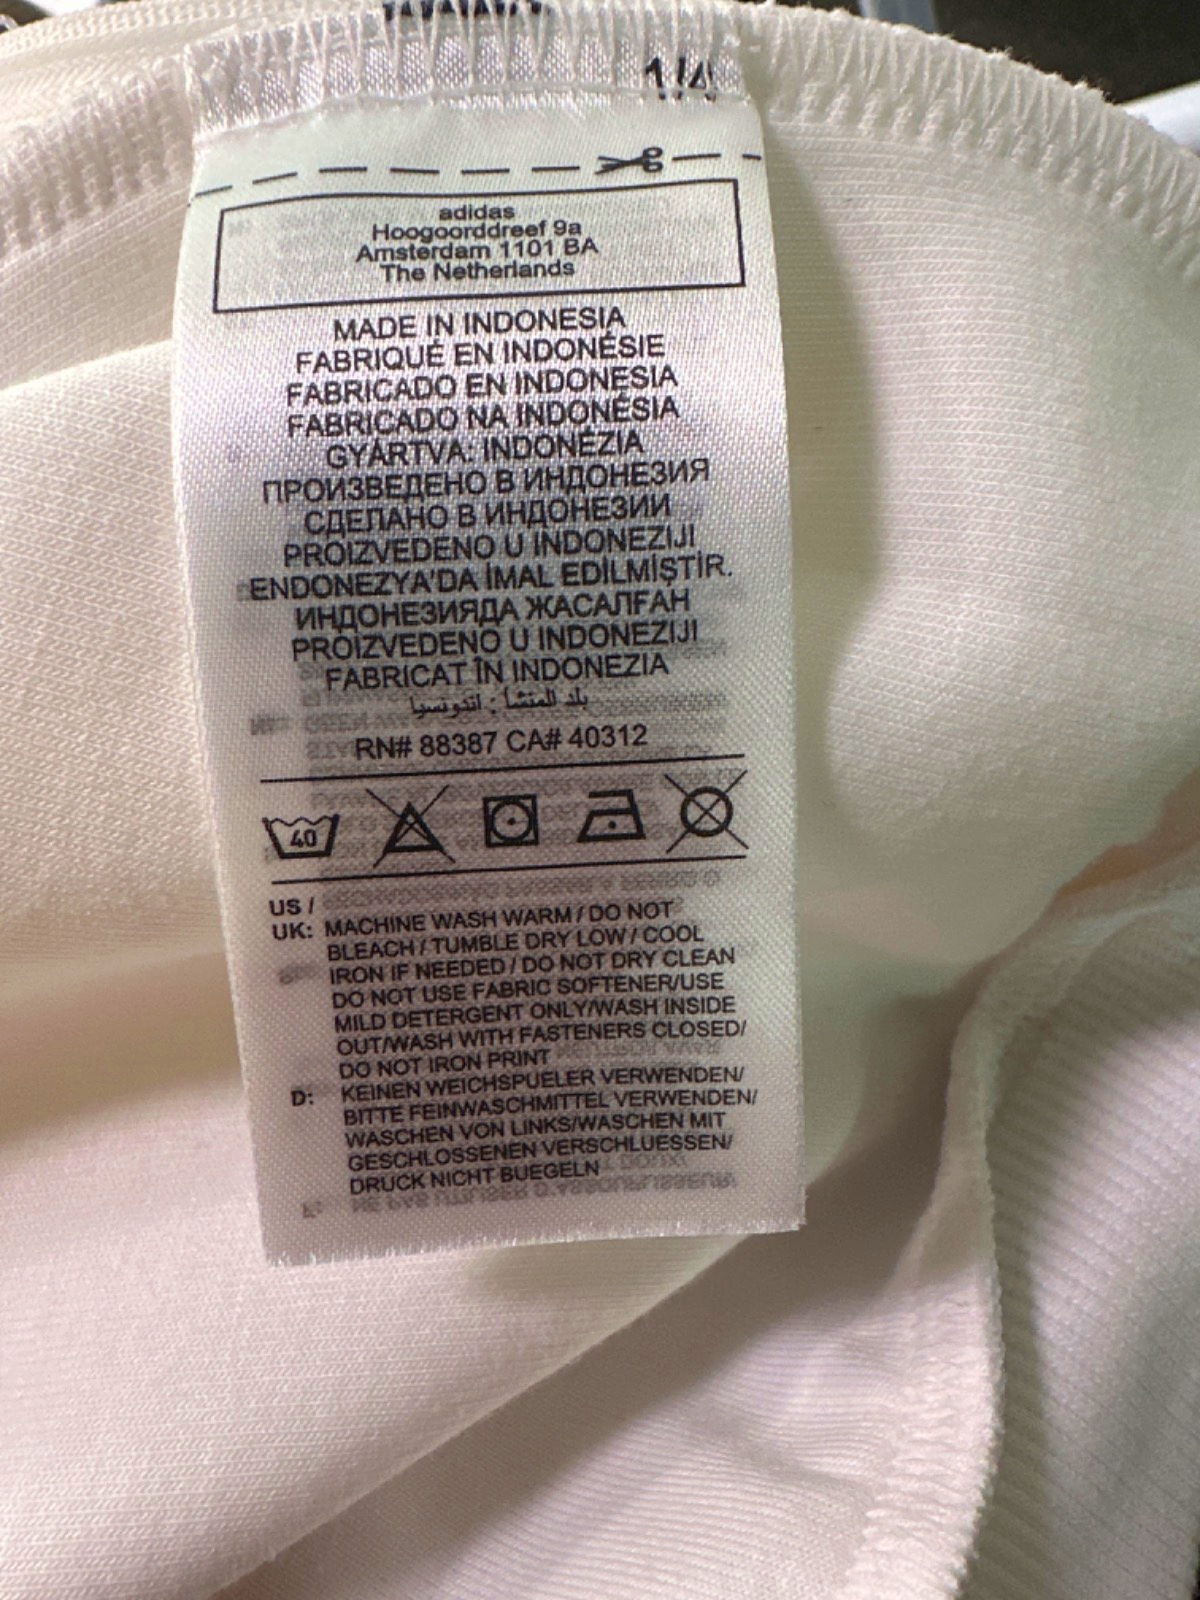 1/4
adidas
Hoogoorddreef 9a
Amsterdam 1101 BA
The Netherlands
MADE IN INDONESIA
FABRIQUÉ EN INDONÉSIE
FABRICADO EN INDONESIA
FABRICADO NA INDONÉSIA
GYÁRTVA: INDONÉZIA
ПРОИЗВЕДЕНО В ИНДОНЕЗИЯ
СДЕЛАНО В ИНДОНЕЗИИ
PROIZVEDENO U INDONEZIJI
ENDONEZYA'DA İMAL EDİLMİŞTİR.
ИНДОНЕЗИЯДА ЖАСАЛҒАН
PROIZVEDENO U INDONEZIJI
FABRICAT ÎN INDONEZIA
بلد المنشأ : اندونسيا
RN# 88387 CA# 40312
40
US /
UK: MACHINE WASH WARM / DO NOT
BLEACH / TUMBLE DRY LOW / COOL
IRON IF NEEDED / DO NOT DRY CLEAN
DO NOT USE FABRIC SOFTENER/USE
MILD DETERGENT ONLY/WASH INSIDE
OUT/WASH WITH FASTENERS CLOSED/
DO NOT IRON PRINT
D: KEINEN WEICHSPUELER VERWENDEN/
BITTE FEINWASCHMITTEL VERWENDEN/
WASCHEN VON LINKS/WASCHEN MIT
GESCHLOSSENEN VERSCHLUESSEN/
DRUCK NICHT BUEGELN